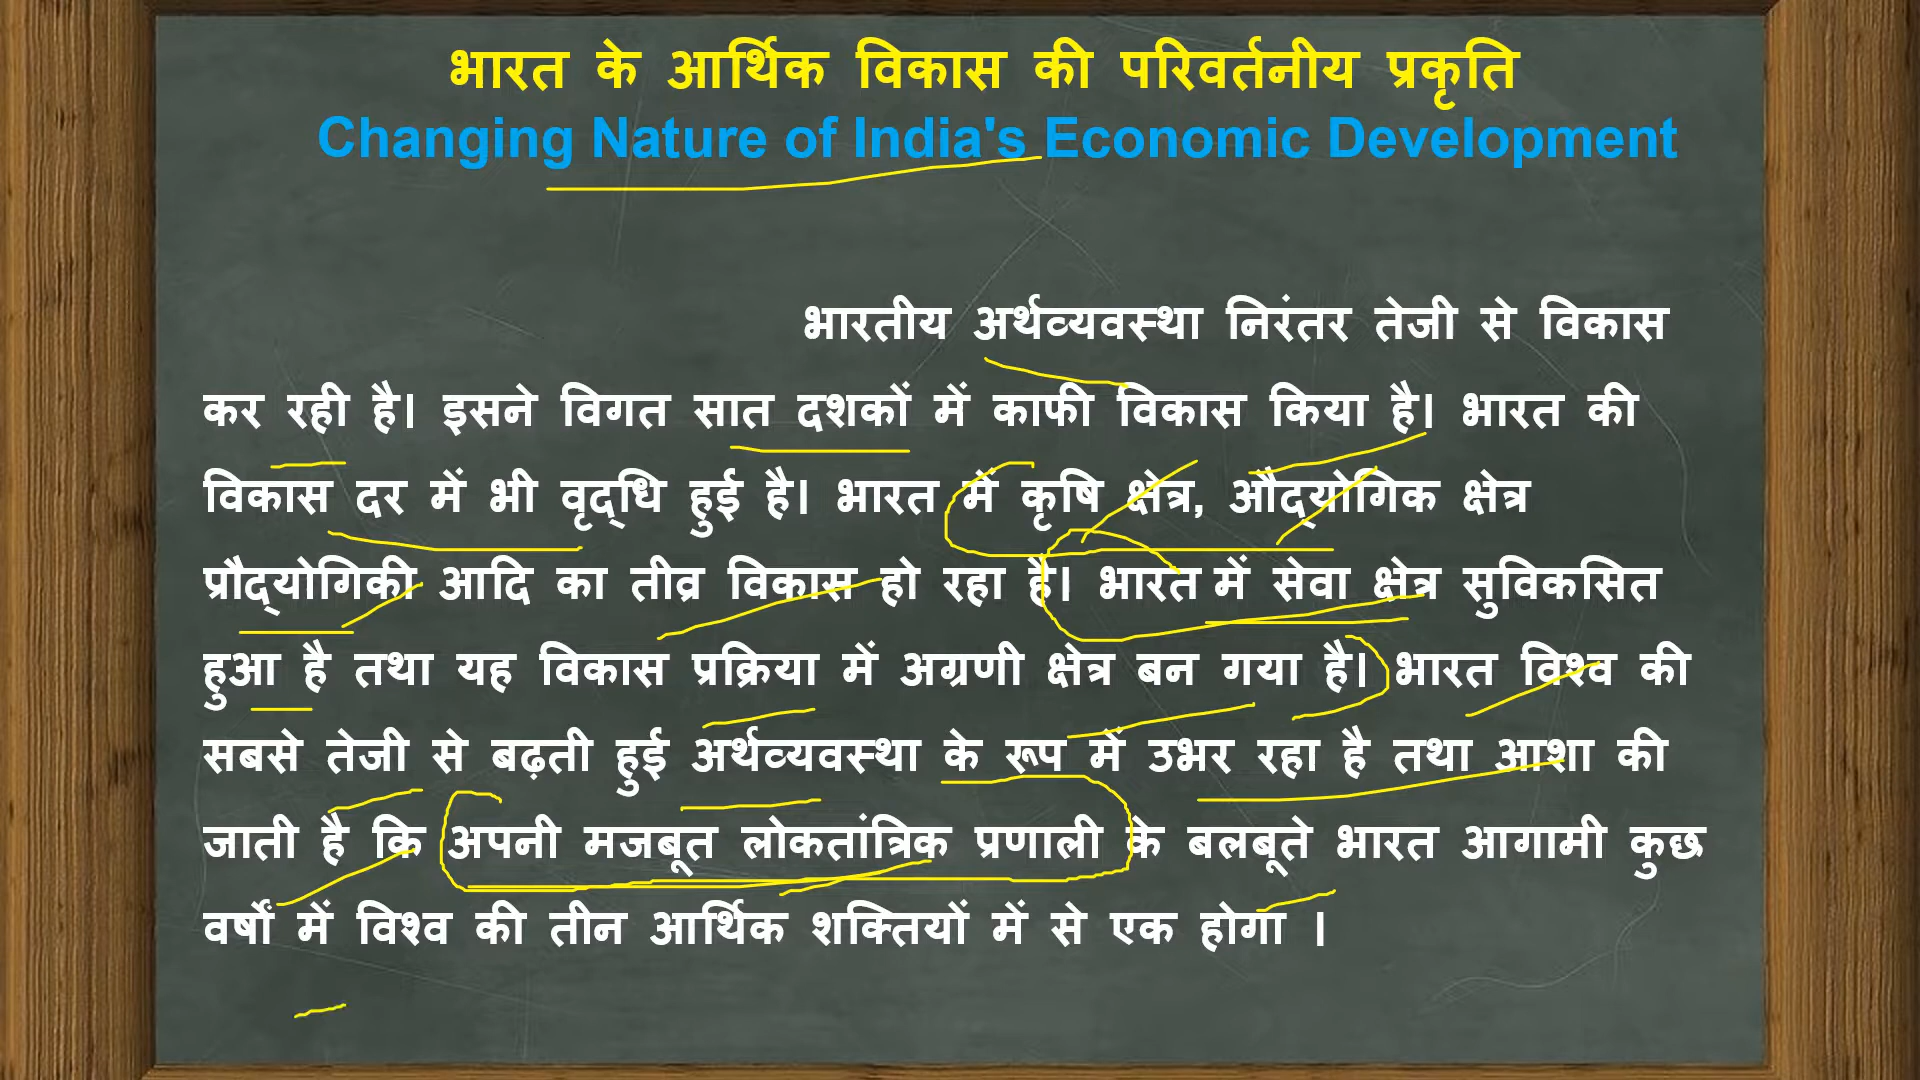 भारत के आर्थिक विकास की परिवर्तनीय प्रकृति
Changing Nature of India's Economic Development
भारतीय अर्थव्यवस्था निरंतर तेजी से विकास
कर रही है। इसने विगत सात दशकों में काफी विकास किया है। भारत की
विकास दर में भी वृद्धि हुई है। भारत में कृषि क्षेत्र, औद्योगिक क्षेत्र
प्रौद्योगिकी आदि का तीव्र विकास हो रहा है। भारत में सेवा क्षेत्र सुविकसित
हुआ है तथा यह विकास प्रक्रिया में अग्रणी क्षेत्र बन गया है। भारत विश्व की
सबसे तेजी से बढ़ती हुई अर्थव्यवस्था के रूप में उभर रहा है तथा आशा की
जाती है कि अपनी मजबूत लोकतांत्रिक प्रणाली के बलबूते भारत आगामी कुछ
वर्षों में विश्व की तीन आर्थिक शक्तियों में से एक होगा ।